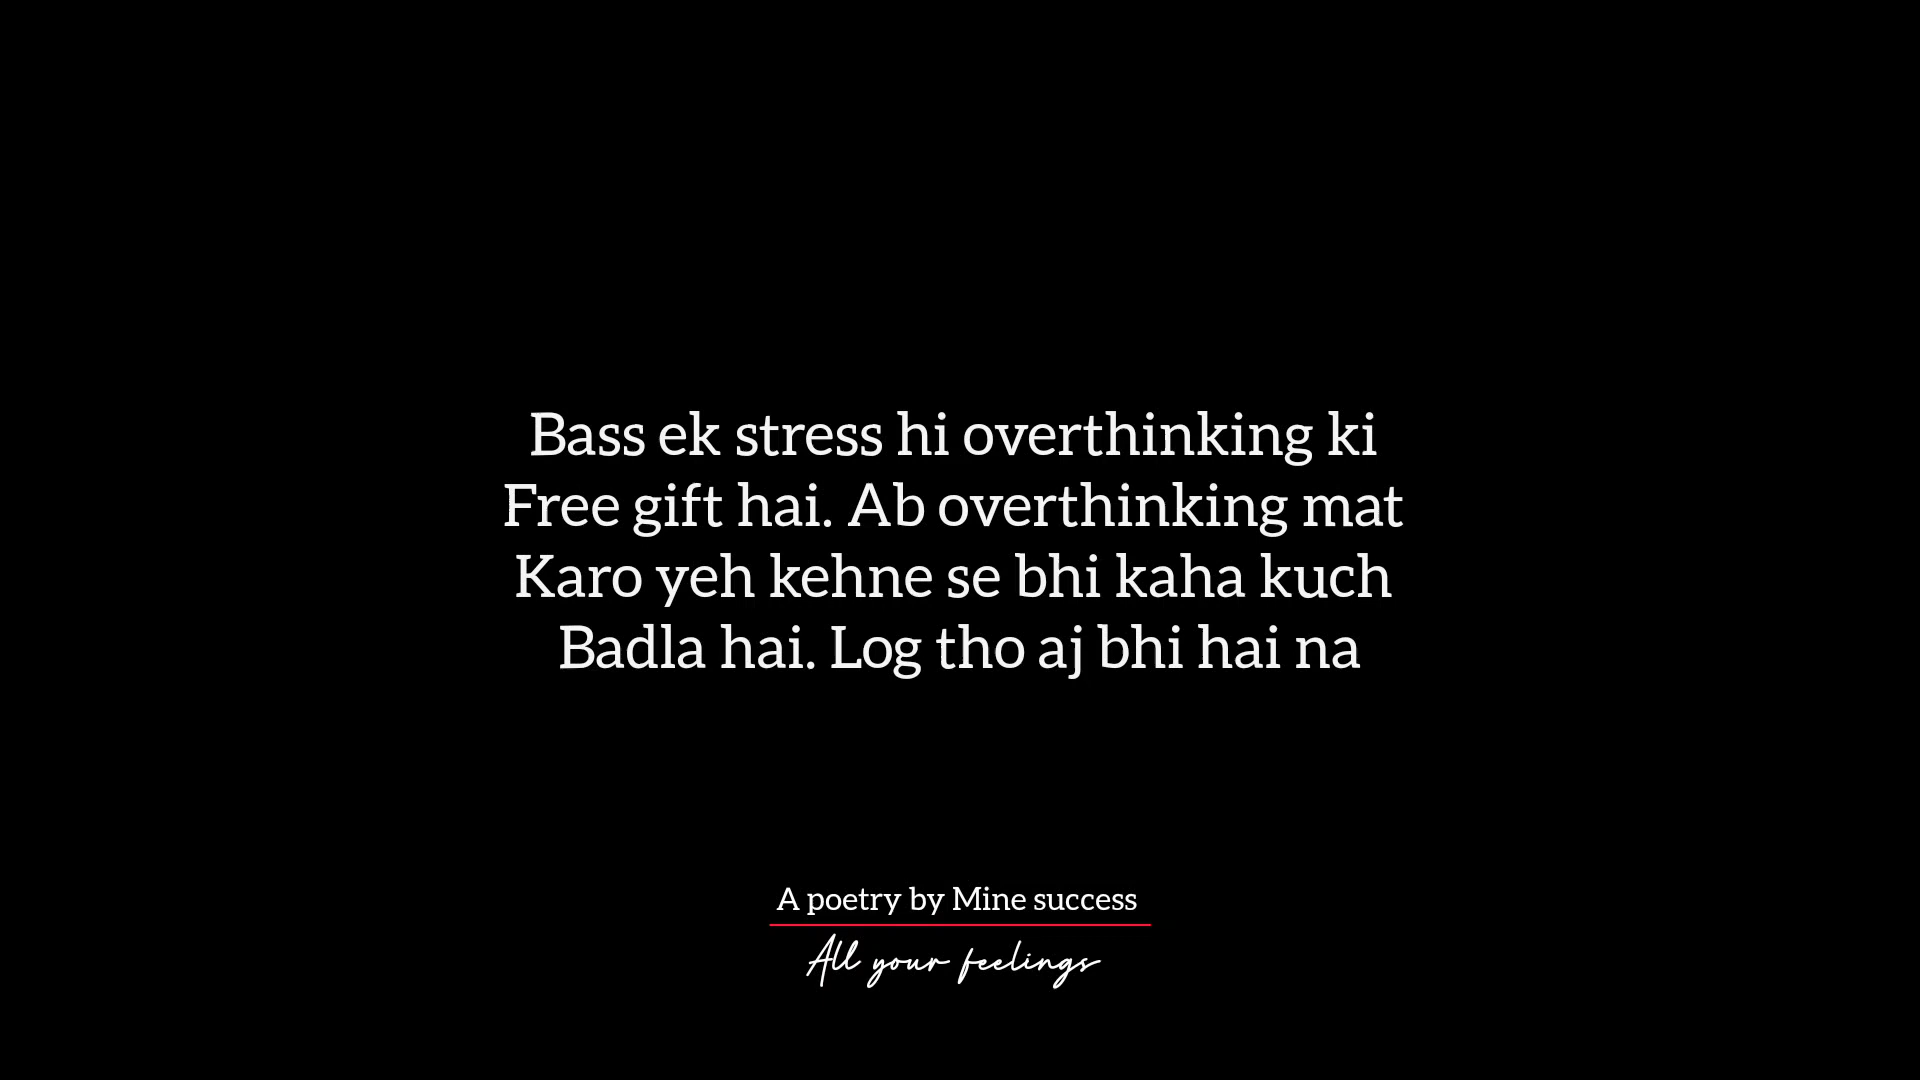 Bass ek stress hi overthinking ki
Free gift hai. Ab overthinking mat
Karo yeh kehne se bhi kaha kuch
Badla hai. Log tho aj bhi hai na
A poetry by Mine success
All your feelings